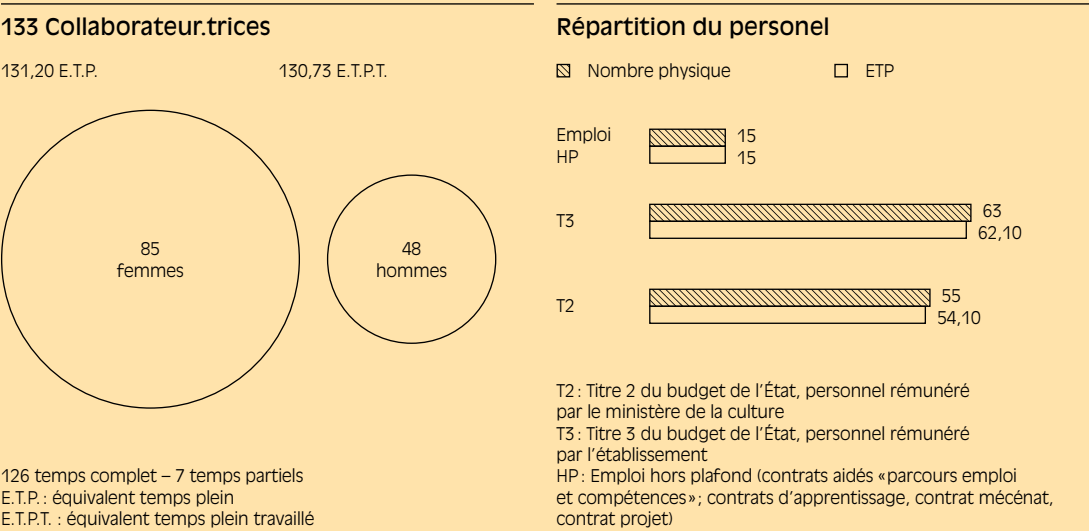 133 Collaborateur.trices
131,20 E.T.P.
130,73 E.T.P.T.
85
femmes
48
hommes
126 temps complet – 7 temps partiels
E.T.P. : équivalent temps plein
E.T.P.T. : équivalent temps plein travaillé
Répartition du personel
Nombre physique
ETP
Emploi
HP
15
15
T3
63
62,10
T2
55
54,10
T2 : Titre 2 du budget de l'État, personnel rémunéré
par le ministère de la culture
T3 : Titre 3 du budget de l'État, personnel rémunéré
par l'établissement
HP : Emploi hors plafond (contrats aidés «parcours emploi
et compétences»; contrats d'apprentissage, contrat mécénat,
contrat projet)